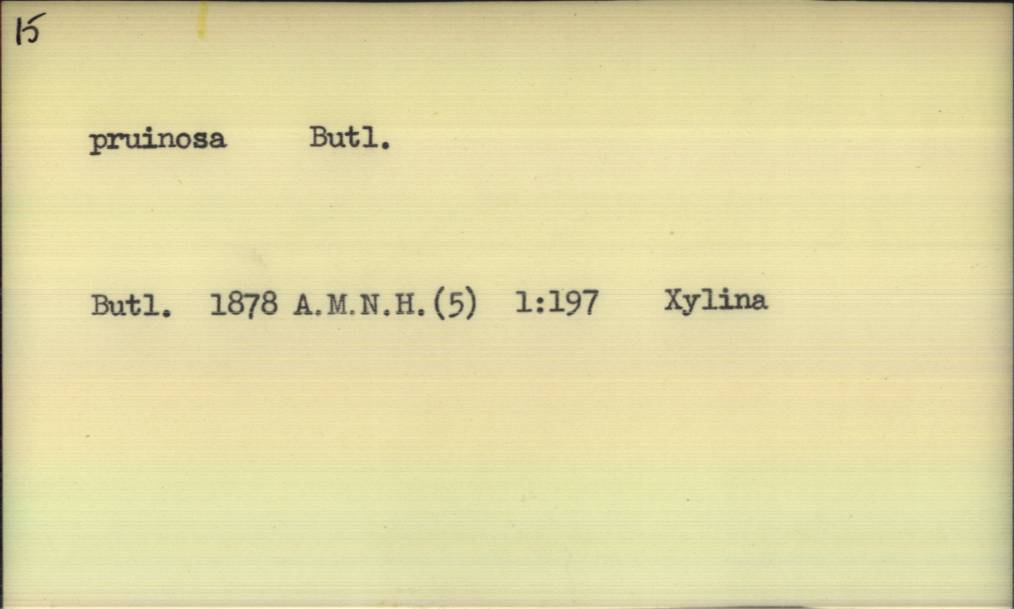 15
pruinosa Butl.
Butl. 1878 A.M.N.H.(5) 1:197 Xylina